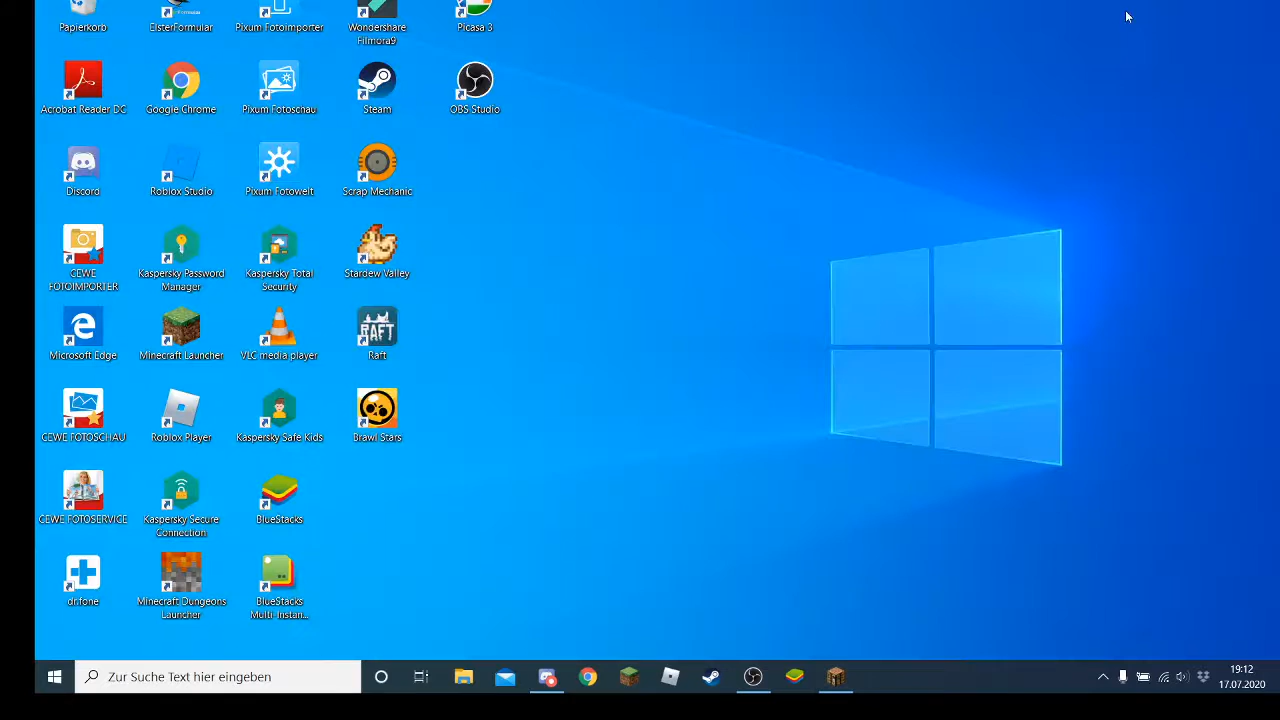 Papierkorb
ElsterFormular
Pixum Fotoimporter
Wondershare
Filmora9
Picasa 3
Acrobat Reader DC
Google Chrome
Pixum Fotoschau
Steam
OBS Studio
Discord
Roblox Studio
Pixum Fotowelt
Scrap Mechanic
CEWE
FOTOIMPORTER
Kaspersky Password
Manager
Kaspersky Total
Security
Stardew Valley
Microsoft Edge
Minecraft Launcher
VLC media player
RAFT
Raft
CEWE FOTOSCHAU
Roblox Player
Kaspersky Safe Kids
Brawl Stars
CEWE FOTOSERVICE
Kaspersky Secure
Connection
BlueStacks
dr.fone
Minecraft Dungeons
Launcher
BlueStacks
Multi-Instan...
Zur Suche Text hier eingeben
19:12
17.07.2020